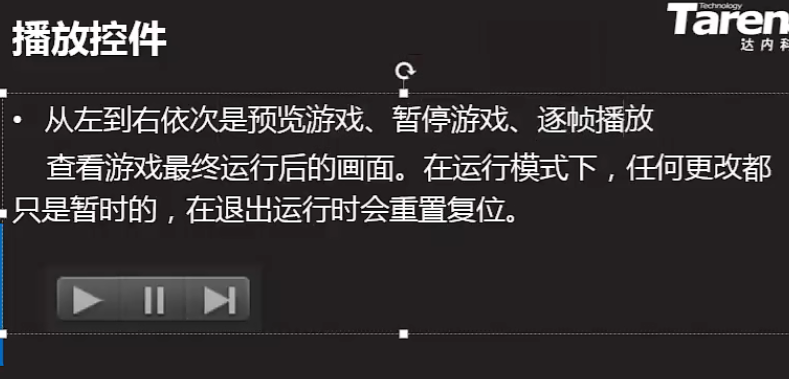 Technology
Taren
播放控件
达内科
• 从左到右依次是预览游戏、暂停游戏、逐帧播放
查看游戏最终运行后的画面。在运行模式下，任何更改都
只是暂时的，在退出运行时会重置复位。